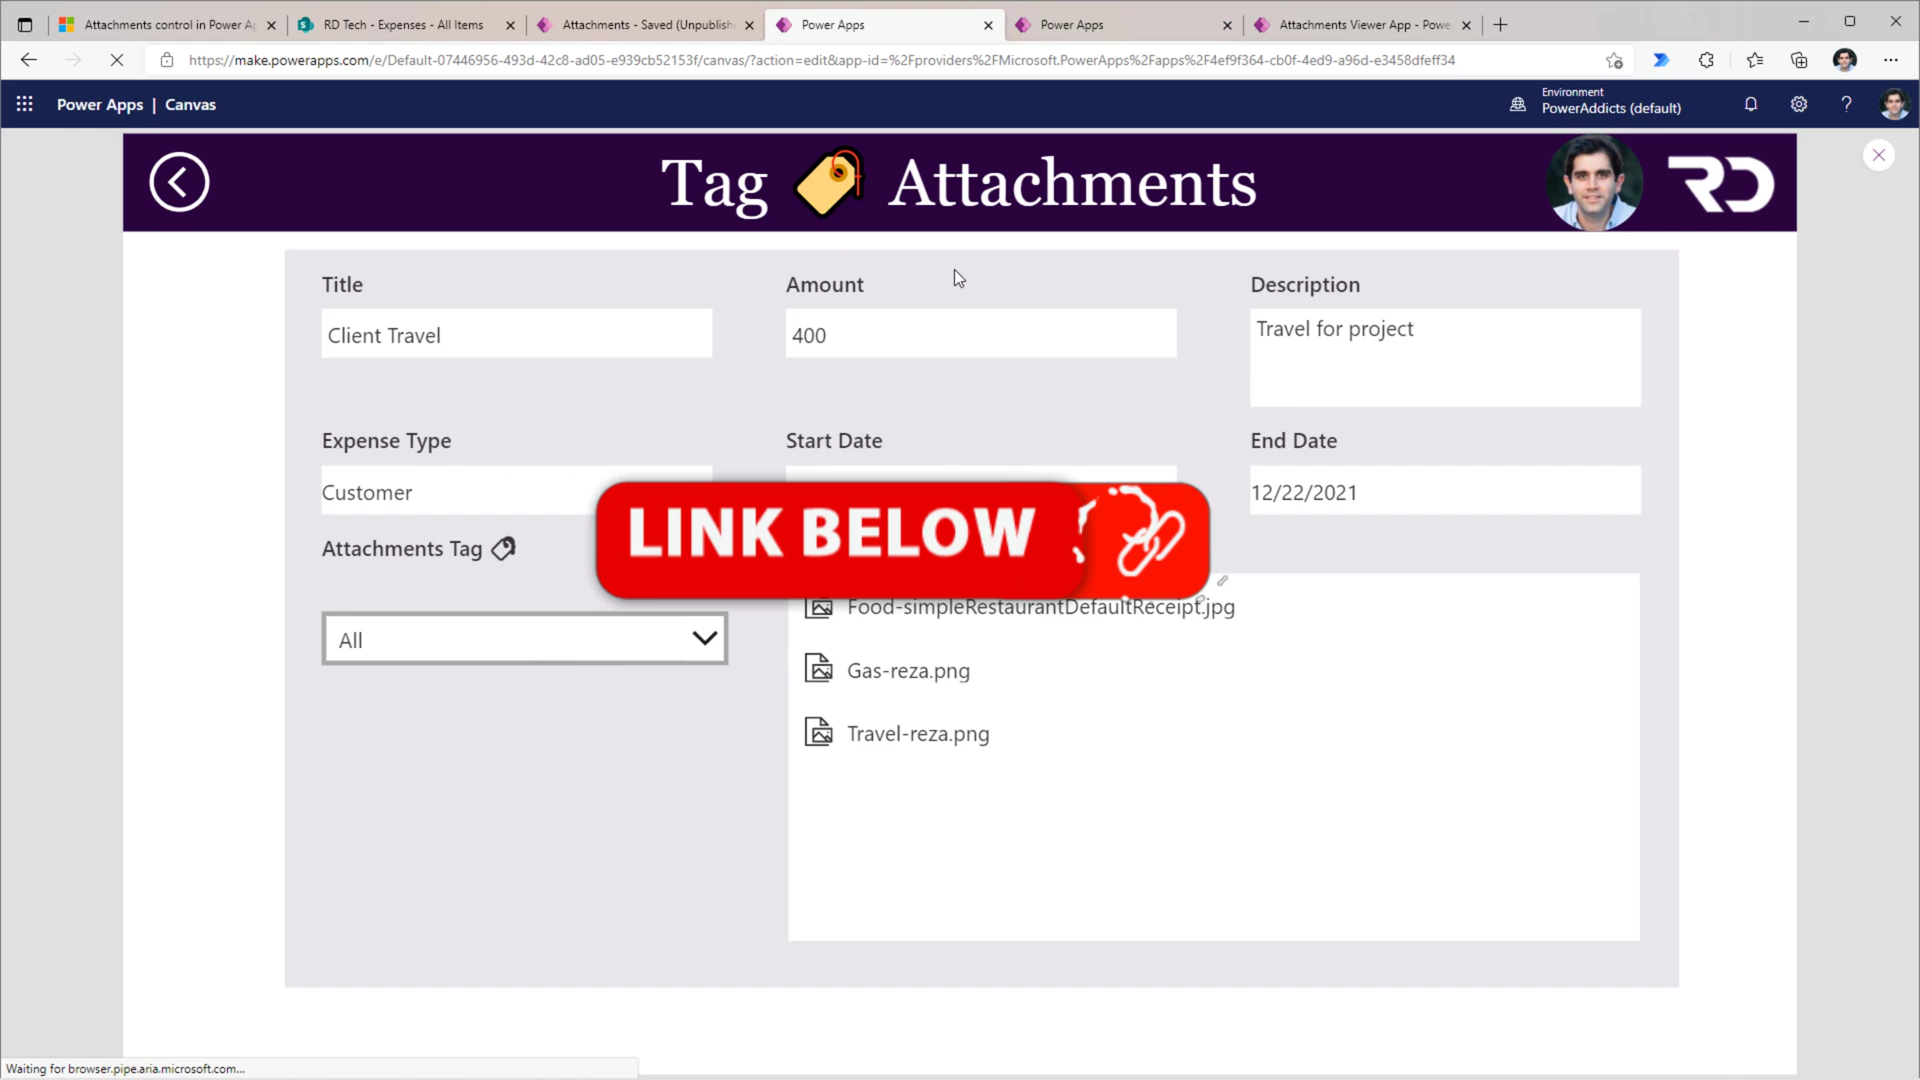 Attachments control in Power Ap
RD Tech - Expenses - All Items
Attachments - Saved (Unpublish
Power Apps
Power Apps
Attachments Viewer App - Powe
https://make.powerapps.com/e/Default-07446956-493d-42c8-ad05-e939cb52153f/canvas/?action=edit&app-id=%2Fproviders%2FMicrosoft.PowerApps%2Fapps%2F4ef9f364-cb0f-4ed9-a96d-e3458dfeff34
Power Apps | Canvas
Environment
PowerAddicts (default)
Tag Attachments
RD
Title
Amount
Description
Client Travel
400
Travel for project
Expense Type
Start Date
End Date
Customer
12/22/2021
LINK BELOW
Attachments Tag
Food-simpleRestaurantDefaultReceipt.jpg
All
Gas-reza.png
Travel-reza.png
Waiting for browser.pipe.aria.microsoft.com...